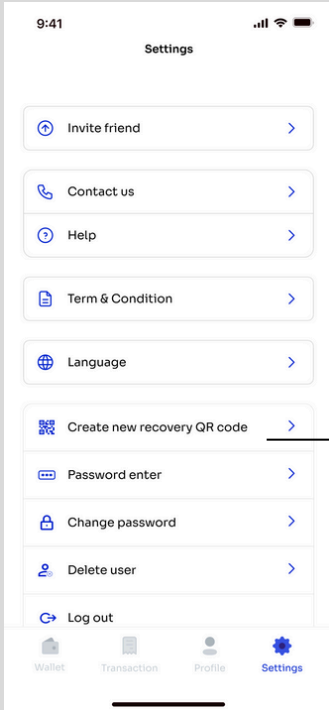 9:41
Settings
Invite friend
Contact us
Help
Term & Condition
Language
Create new recovery QR code
Password enter
Change password
Delete user
Log out
Wallet Transaction Profile Settings